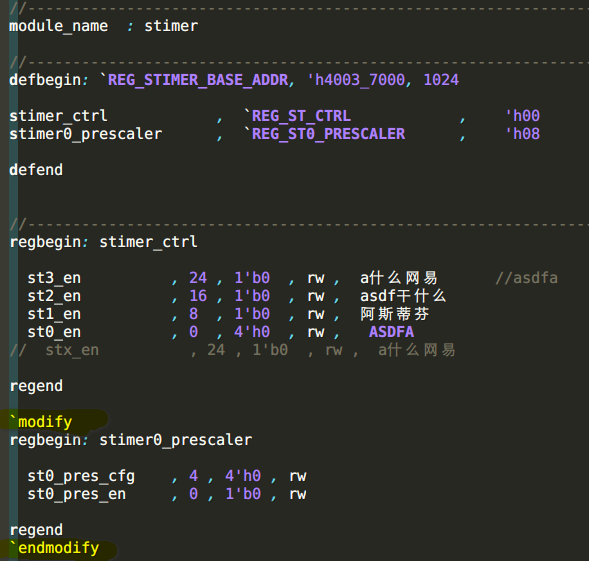 //--------------------------------------------------------------
module_name  : stimer
//--------------------------------------------------------------
defbegin: `REG_STIMER_BASE_ADDR, 'h4003_7000, 1024
stimer_ctrl            ,  `REG_ST_CTRL            ,    'h00
stimer0_prescaler      ,  `REG_ST0_PRESCALER      ,    'h08
defend
//--------------------------------------------------------------
regbegin: stimer_ctrl
  st3_en          , 24 , 1'b0  , rw ,  a什么网易      //asdfa
  st2_en          , 16 , 1'b0  , rw ,  asdf干什么
  st1_en          , 8  , 1'b0  , rw ,  阿斯蒂芬
  st0_en          , 0  , 4'h0  , rw ,   ASDFA
//  stx_en          , 24 , 1'b0  , rw ,  a什么网易
regend
`modify
regbegin: stimer0_prescaler
  st0_pres_cfg    , 4 , 4'h0 , rw
  st0_pres_en     , 0 , 1'b0 , rw
regend
`endmodify